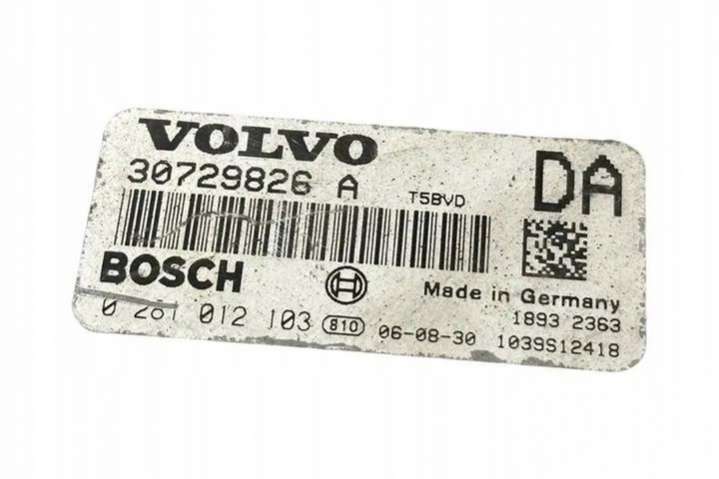 VOLVO
30729826 A
T5BVD
DA
BOSCH
Made in Germany
0 281 012 103 810 06-08-30
1893 2363
1039S12418